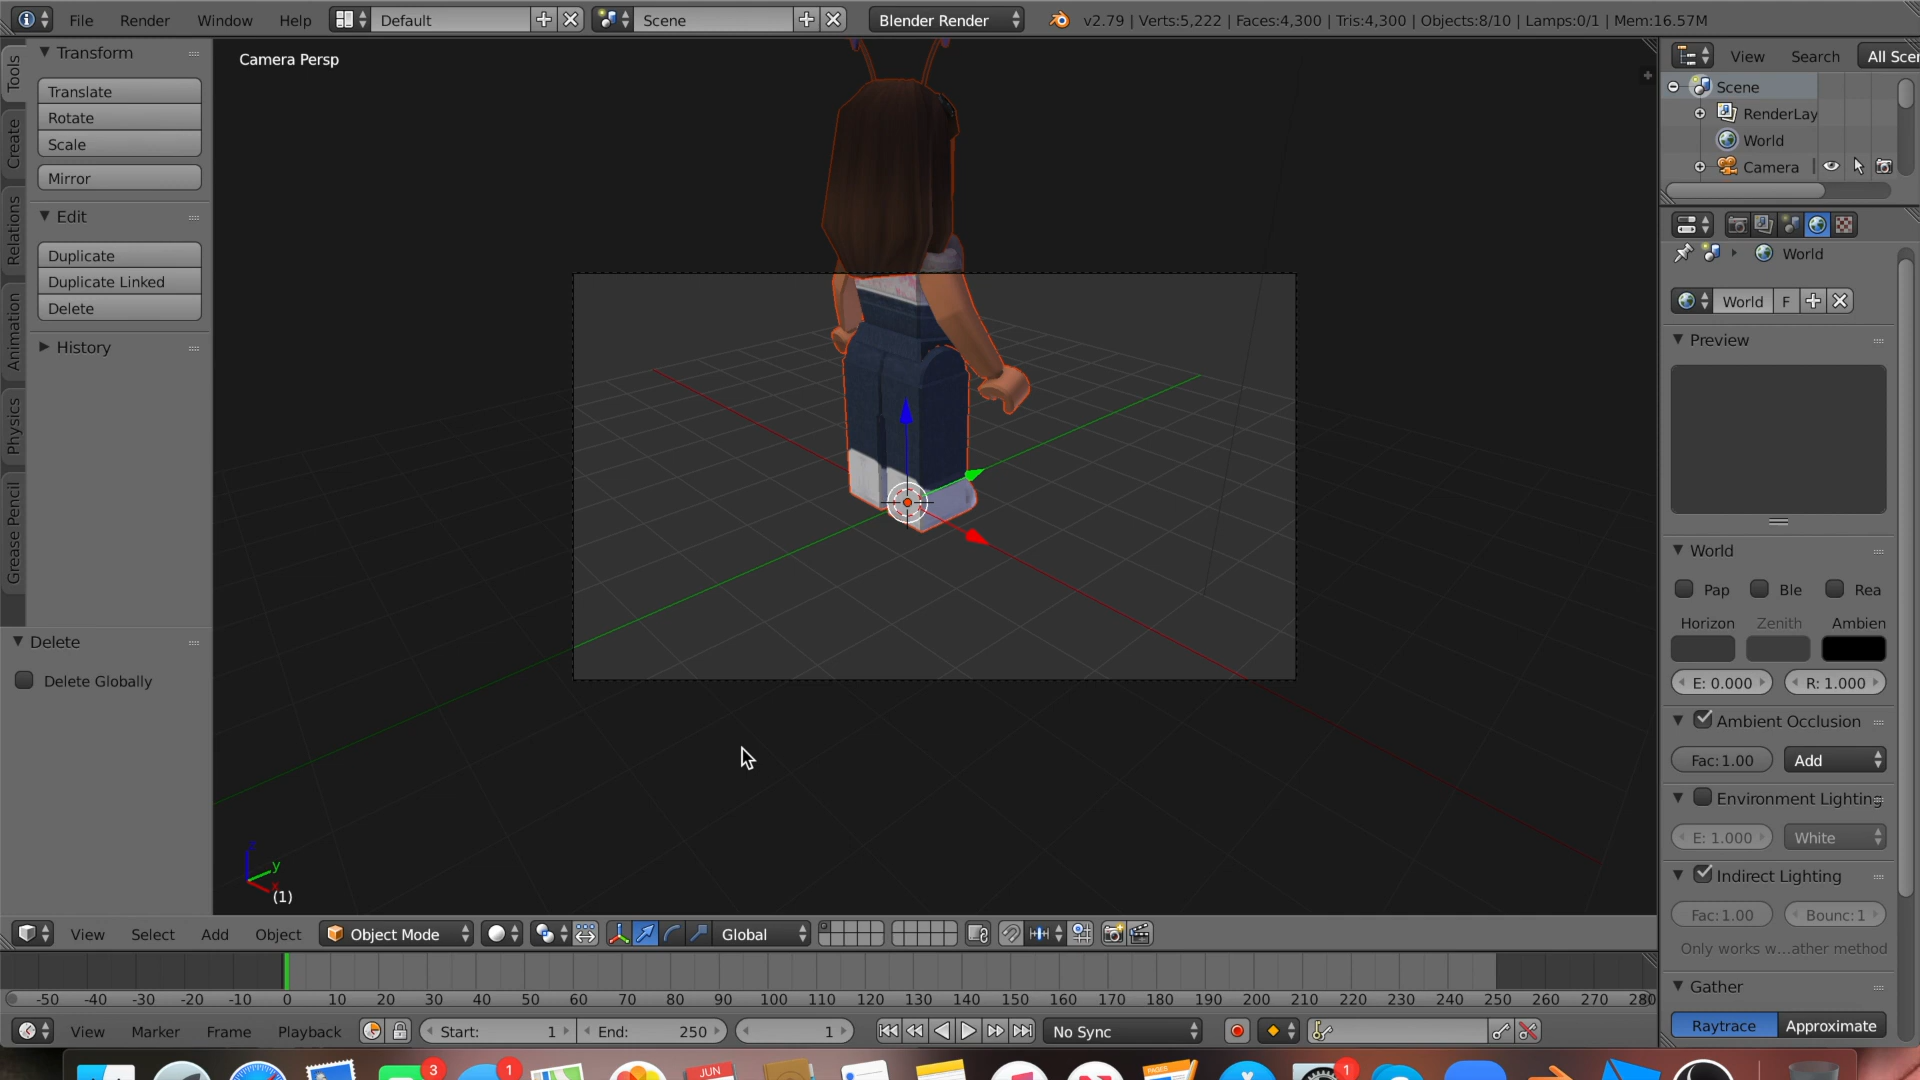 File Render Window Help Default Scene Blender Render v2.79 | Verts:5,222 | Faces:4,300 | Tris:4,300 | Objects:8/10 | Lamps:0/1 | Mem:16.57M
Tools
Create
Relations
Animation
Physics
Grease Pencil
Transform
Translate
Rotate
Scale
Mirror
Edit
Duplicate
Duplicate Linked
Delete
History
Delete
Delete Globally
Camera Persp
y
(1)
View Search All Scen
Scene
RenderLay
World
Camera
World
World F
Preview
World
Pap Ble Rea
Horizon Zenith Ambien
E: 0.000 R: 1.000
Ambient Occlusion
Fac: 1.00 Add
Environment Lighting
E: 1.000 White
Indirect Lighting
Fac: 1.00 Bounc: 1
Only works w...ather method
Gather
Raytrace Approximate
View Select Add Object Object Mode Global
-50 -40 -30 -20 -10 0 10 20 30 40 50 60 70 80 90 100 110 120 130 140 150 160 170 180 190 200 210 220 230 240 250 260 270 280
View Marker Frame Playback Start: 1 End: 250 1 No Sync
3 1 JUN PAGES 1